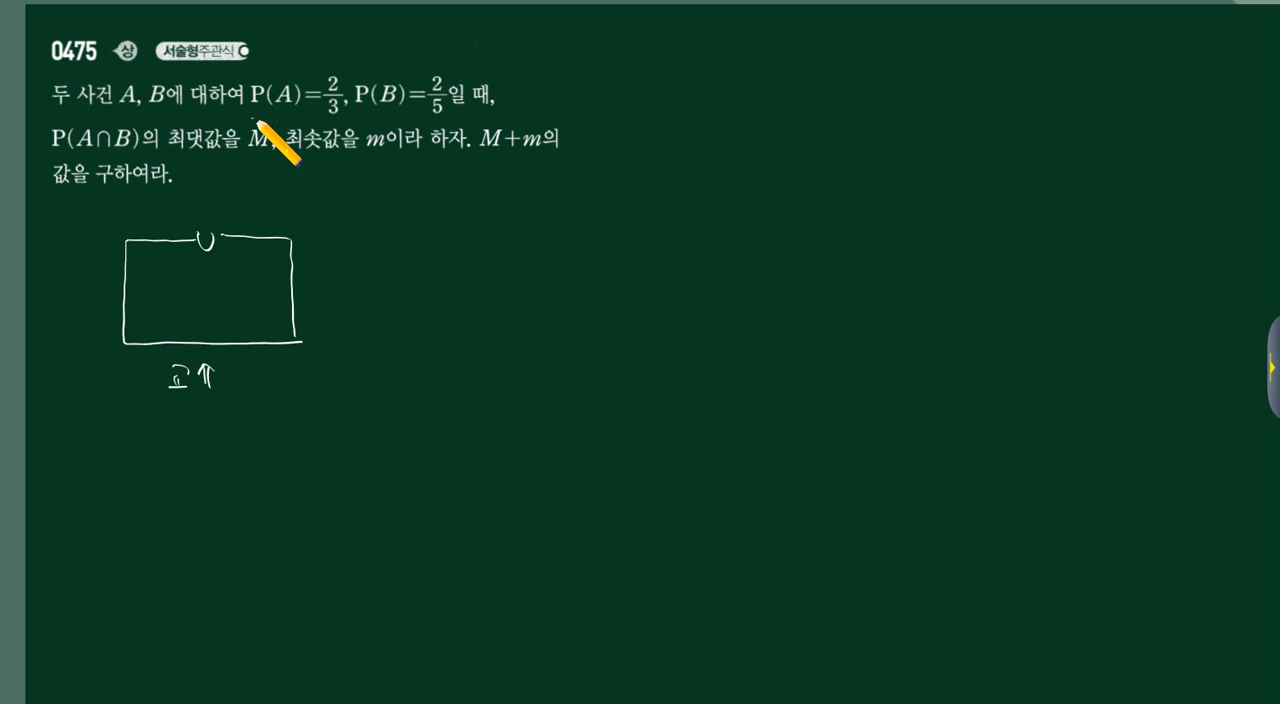 0475 상 서술형주관식
두 사건 A, B에 대하여 P(A)=2/3, P(B)=2/5일 때,
P(A∩B)의 최댓값을 M, 최솟값을 m이라 하자. M+m의
값을 구하여라.
U
교 ⇑